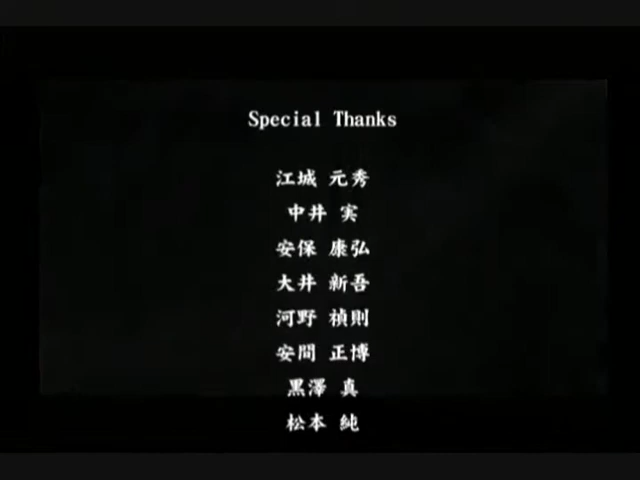 Special Thanks
江城 元秀
中井 実
安保 康弘
大井 新吾
河野 禎則
安間 正博
黒澤 真
松本 純